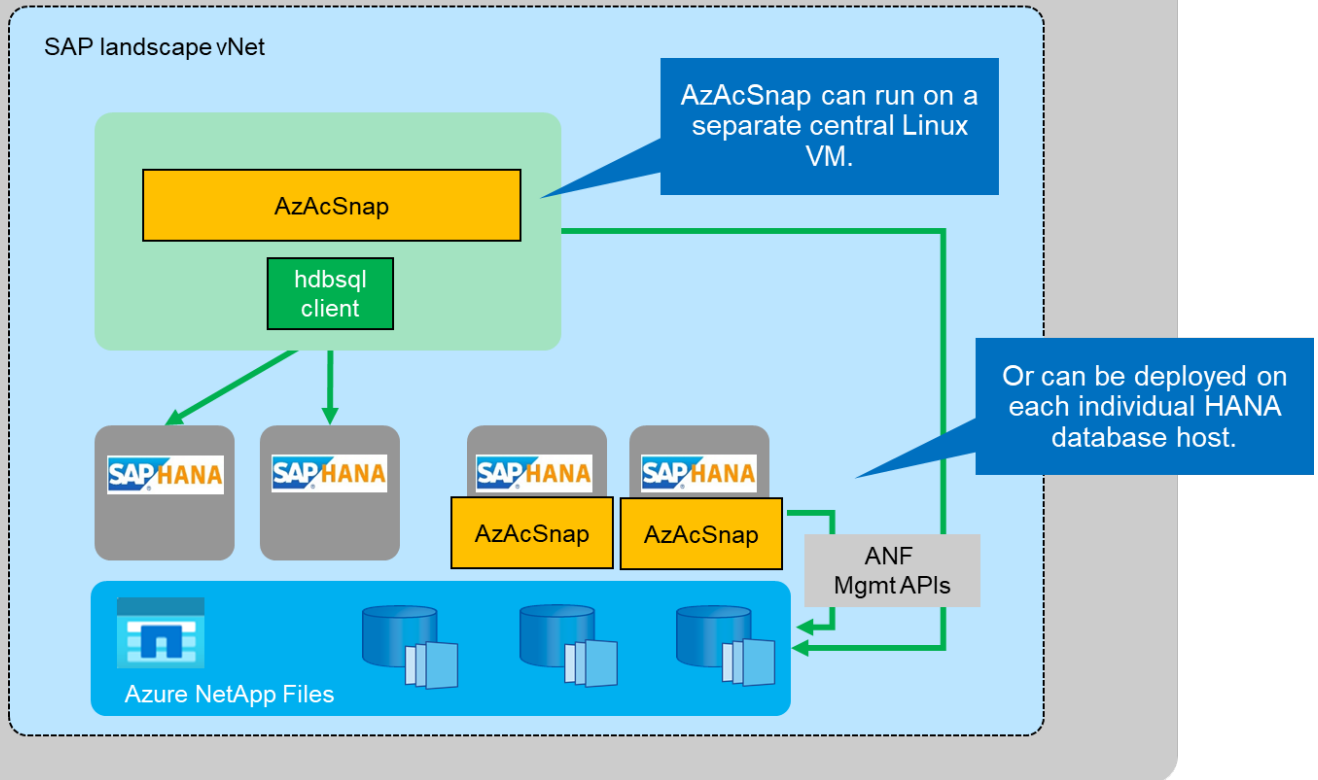 SAP landscape vNet
AzAcSnap can run on a
separate central Linux
VM.
AzAcSnap
hdbsql
client
Or can be deployed on
each individual HANA
database host.
SAP HANA
SAP HANA
SAP HANA
SAP HANA
AzAcSnap
AzAcSnap
ANF
Mgmt APIs
Azure NetApp Files